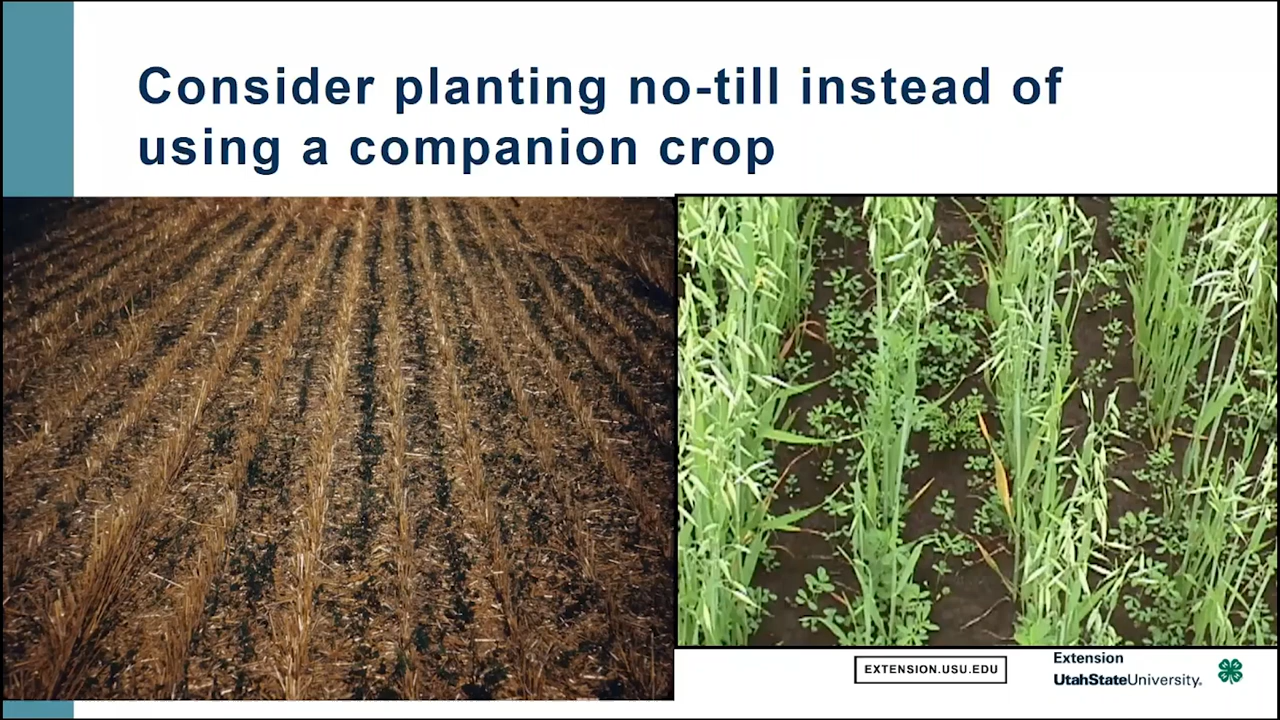 Consider planting no-till instead of
using a companion crop
EXTENSION.USU.EDU
Extension
UtahStateUniversity.